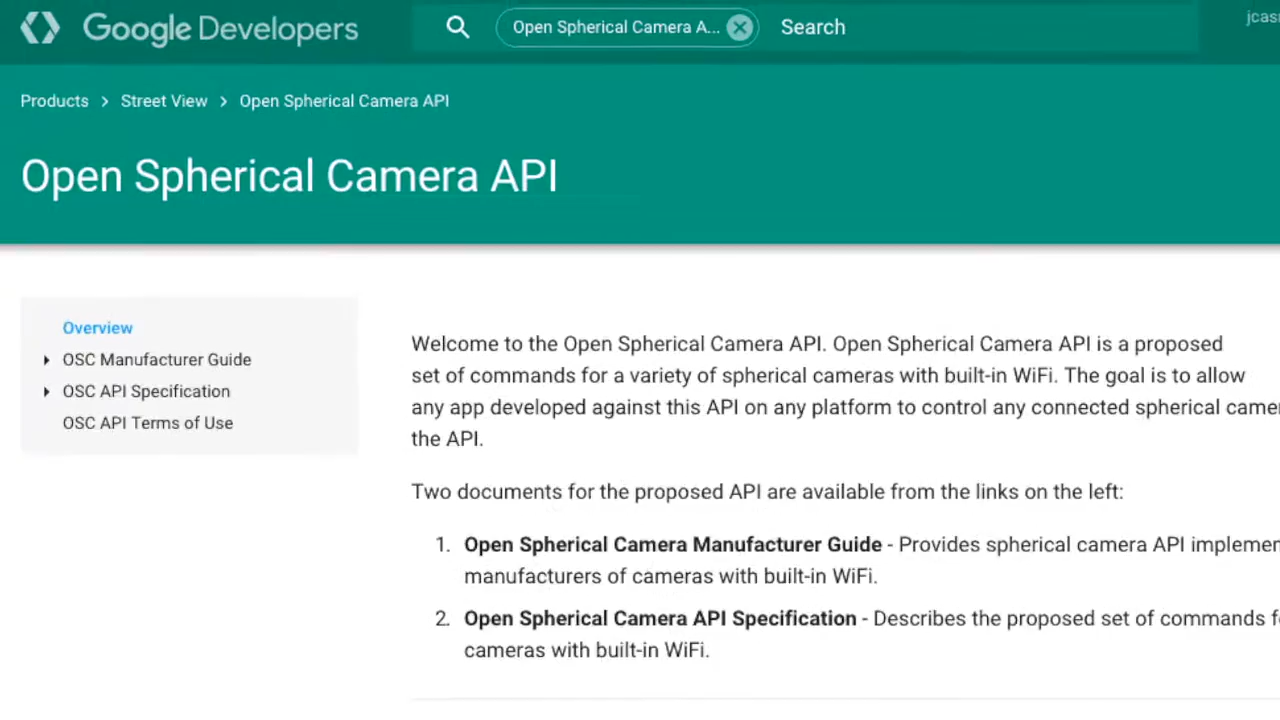 Google Developers
Open Spherical Camera A...
Search
Products > Street View > Open Spherical Camera API
Open Spherical Camera API
Overview
OSC Manufacturer Guide
OSC API Specification
OSC API Terms of Use
Welcome to the Open Spherical Camera API. Open Spherical Camera API is a proposed
set of commands for a variety of spherical cameras with built-in WiFi. The goal is to allow
any app developed against this API on any platform to control any connected spherical
the API.
Two documents for the proposed API are available from the links on the left:
1. Open Spherical Camera Manufacturer Guide - Provides spherical camera API
manufacturers of cameras with built-in WiFi.
2. Open Spherical Camera API Specification - Describes the proposed set of commands
cameras with built-in WiFi.